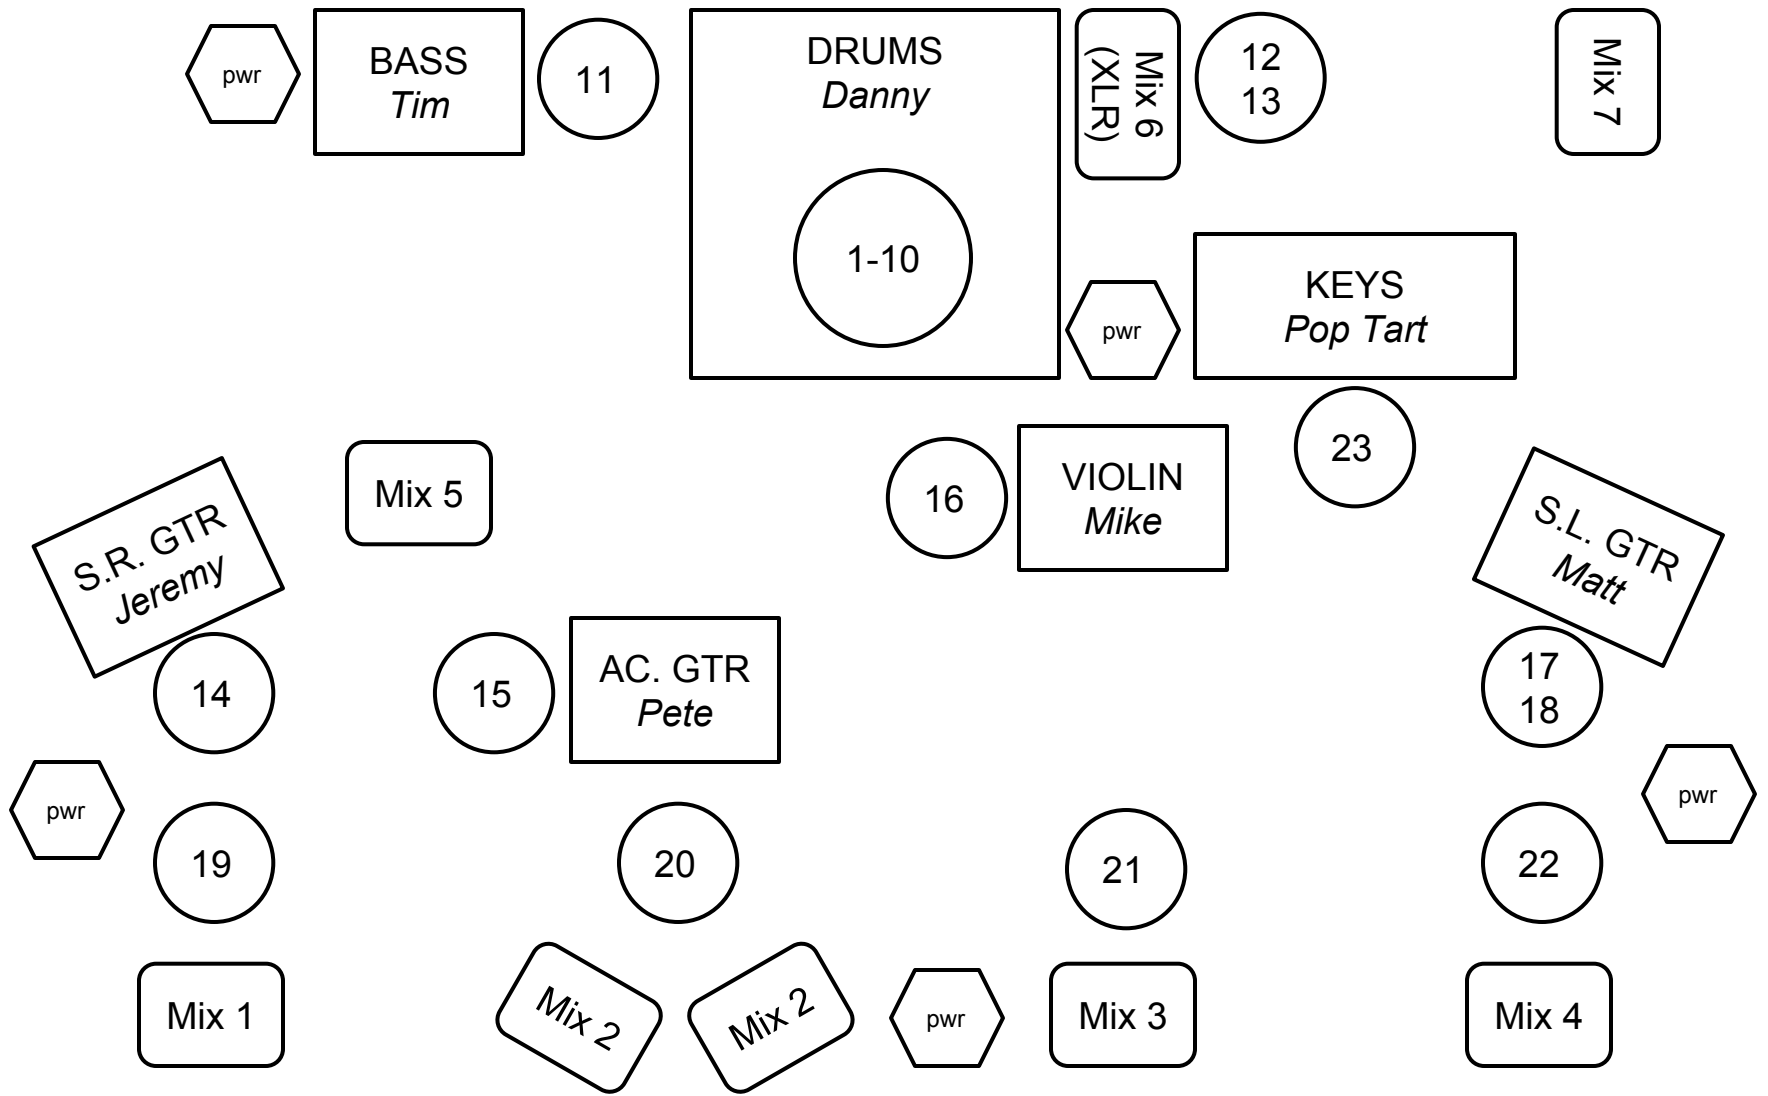 pwr
BASS
Tim
11
DRUMS
Danny
1-10
Mix 6
(XLR)
12
13
Mix 7
pwr
KEYS
Pop Tart
23
Mix 5
16
VIOLIN
Mike
S.R. GTR
Jeremy
14
S.L. GTR
Matt
17
18
15
AC. GTR
Pete
pwr
pwr
19
20
21
22
Mix 1
Mix 2
Mix 2
pwr
Mix 3
Mix 4